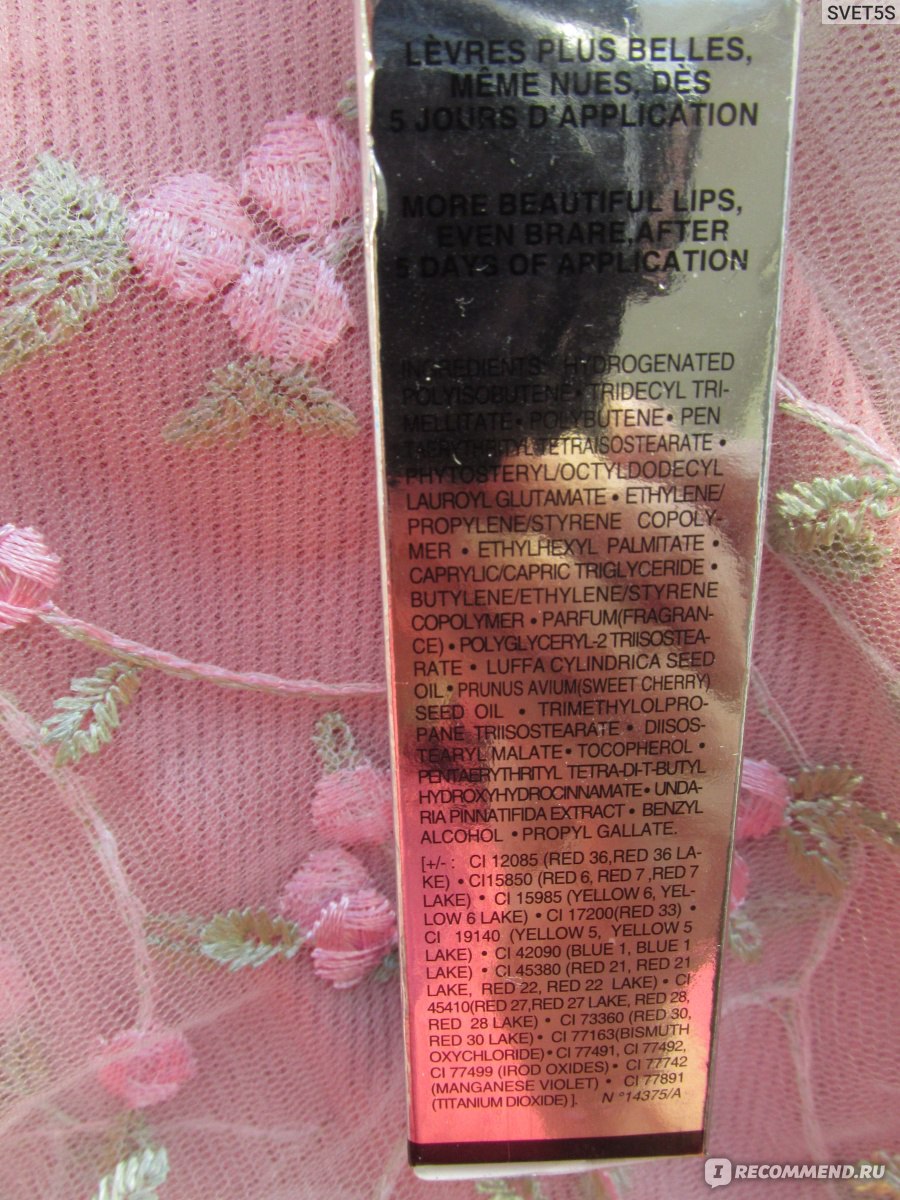 SVET5S
LÈVRES PLUS BELLES,
MÊME NUES, DÈS
5 JOURS D'APPLICATION
MORE BEAUTIFUL LIPS,
EVEN BRARE,AFTER
5 DAYS OF APPLICATION
INGREDIENTS HYDROGENATED
POLYISOBUTENE• TRIDECYL TRI-
MELLITATE• POLYBUTENE• PEN
TAERYTHRITYL TETRAISOSTEARATE •
PHYTOSTERYL/OCTYLDODECYL
LAUROYL GLUTAMATE • ETHYLENE/
PROPYLENE/STYRENE COPOLY-
MER • ETHYLHEXYL PALMITATE •
CAPRYLIC/CAPRIC TRIGLYCERIDE •
BUTYLENE/ETHYLENE/STYRENE
COPOLYMER • PARFUM(FRAGRAN-
CE) • POLYGLYCERYL-2 TRIISOSTEA-
RATE • LUFFA CYLINDRICA SEED
OIL • PRUNUS AVIUM(SWEET CHERRY)
SEED OIL • TRIMETHYLOLPRO-
PANE TRIISOSTEARATE • DIISOS-
TEARYL MALATE• TOCOPHEROL •
PENTAERYTHRITYL TETRA-DI-T-BUTYL
HYDROXYHYDROCINNAMATE • UNDA-
RIA PINNATIFIDA EXTRACT • BENZYL
ALCOHOL • PROPYL GALLATE.
[+/- : CI 12085 (RED 36,RED 36 LA-
KE) • CI15850 (RED 6, RED 7 ,RED 7
LAKE) • CI 15985 (YELLOW 6, YEL-
LOW 6 LAKE) • CI 17200(RED 33) •
CI 19140 (YELLOW 5, YELLOW 5
LAKE) • CI 42090 (BLUE 1, BLUE 1
LAKE) • CI 45380 (RED 21, RED 21
LAKE, RED 22, RED 22 LAKE) • CI
45410(RED 27,RED 27 LAKE, RED 28,
RED 28 LAKE) • CI 73360 (RED 30,
RED 30 LAKE)• CI 77163(BISMUTH
OXYCHLORIDE)• CI 77491, CI 77492,
CI 77499 (IROD OXIDES) • CI 77742
(MANGANESE VIOLET) • CI 77891
(TITANIUM DIOXIDE) ]. N °14375/A
IRECOMMEND.RU